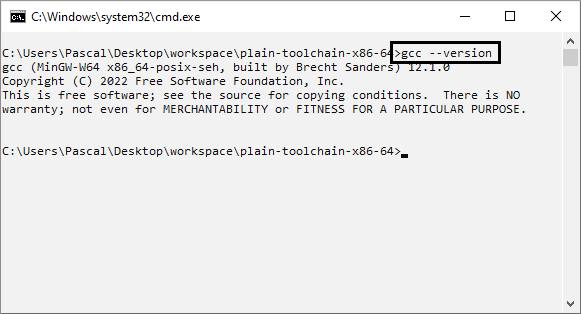 C:\Windows\system32\cmd.exe
C:\Users\Pascal\Desktop\workspace\plain-toolchain-x86-64>gcc --version
gcc (MinGW-W64 x86_64-posix-seh, built by Brecht Sanders) 12.1.0
Copyright (C) 2022 Free Software Foundation, Inc.
This is free software; see the source for copying conditions.  There is NO
warranty; not even for MERCHANTABILITY or FITNESS FOR A PARTICULAR PURPOSE.
C:\Users\Pascal\Desktop\workspace\plain-toolchain-x86-64>